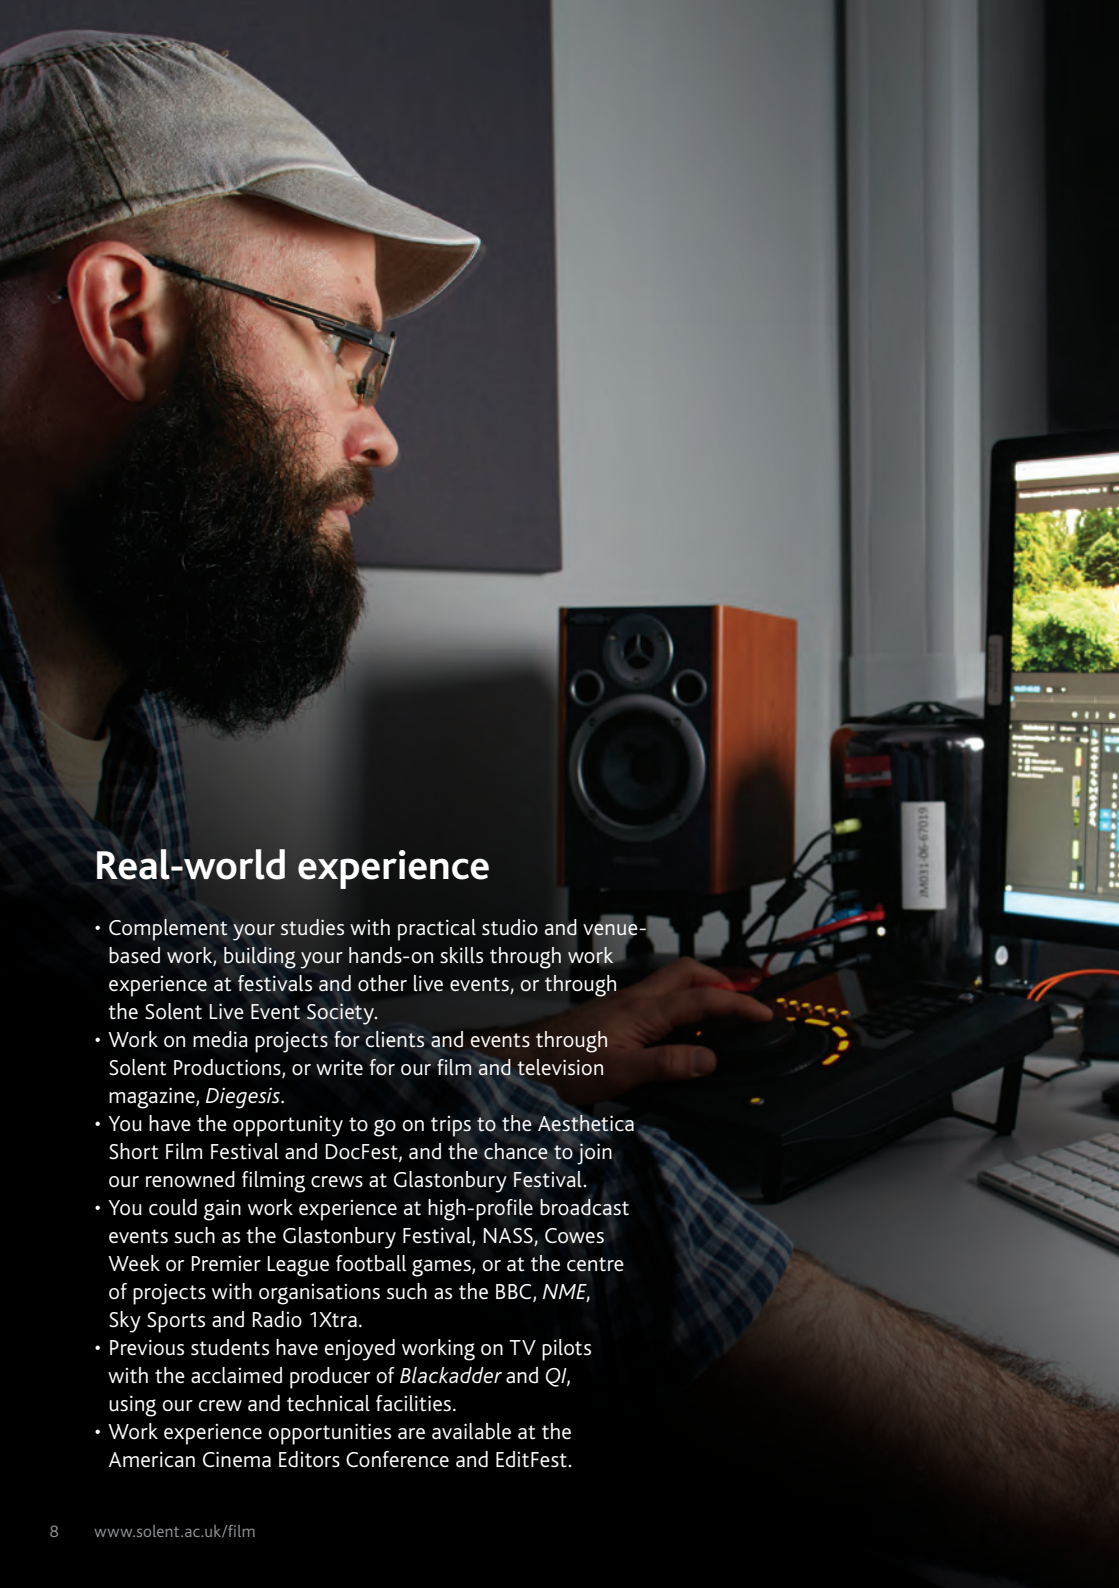 JM031-06-67019
Real-world experience
• Complement your studies with practical studio and venue-
based work, building your hands-on skills through work
experience at festivals and other live events, or through
the Solent Live Event Society.
• Work on media projects for clients and events through
Solent Productions, or write for our film and television
magazine, Diegesis.
• You have the opportunity to go on trips to the Aesthetica
Short Film Festival and DocFest, and the chance to join
our renowned filming crews at Glastonbury Festival.
• You could gain work experience at high-profile broadcast
events such as the Glastonbury Festival, NASS, Cowes
Week or Premier League football games, or at the centre
of projects with organisations such as the BBC, NME,
Sky Sports and Radio 1Xtra.
• Previous students have enjoyed working on TV pilots
with the acclaimed producer of Blackadder and QI,
using our crew and technical facilities.
• Work experience opportunities are available at the
American Cinema Editors Conference and EditFest.
8 www.solent.ac.uk/film